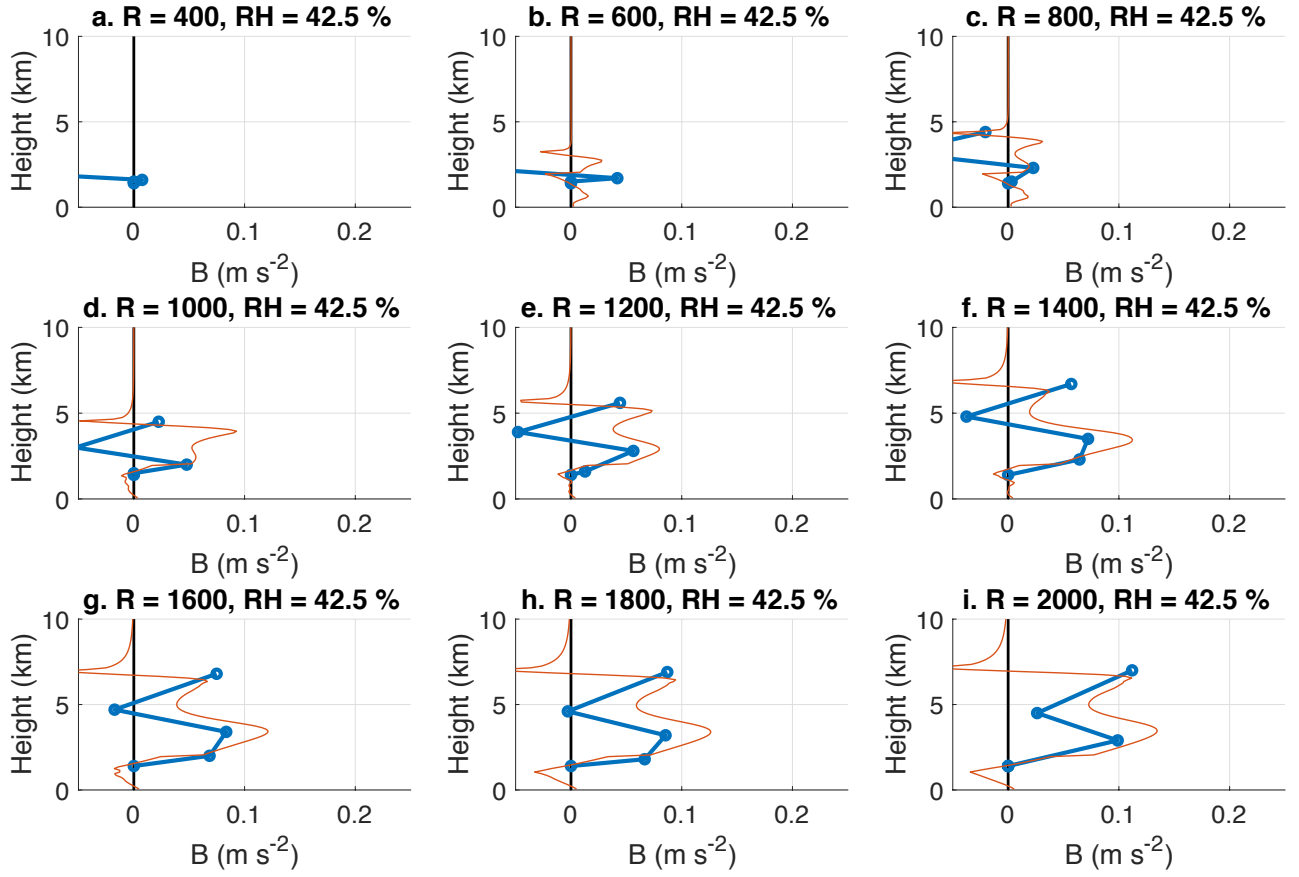 a. R = 400, RH = 42.5 %
b. R = 600, RH = 42.5 %
c. R = 800, RH = 42.5 %
10
5
0
Height (km)
0
0.1
0.2
B (m s-2)
10
5
0
Height (km)
0
0.1
0.2
B (m s-2)
10
5
0
Height (km)
0
0.1
0.2
B (m s-2)
d. R = 1000, RH = 42.5 %
e. R = 1200, RH = 42.5 %
f. R = 1400, RH = 42.5 %
10
5
0
Height (km)
0
0.1
0.2
B (m s-2)
10
5
0
Height (km)
0
0.1
0.2
B (m s-2)
10
5
0
Height (km)
0
0.1
0.2
B (m s-2)
g. R = 1600, RH = 42.5 %
h. R = 1800, RH = 42.5 %
i. R = 2000, RH = 42.5 %
10
5
0
Height (km)
0
0.1
0.2
B (m s-2)
10
5
0
Height (km)
0
0.1
0.2
B (m s-2)
10
5
0
Height (km)
0
0.1
0.2
B (m s-2)